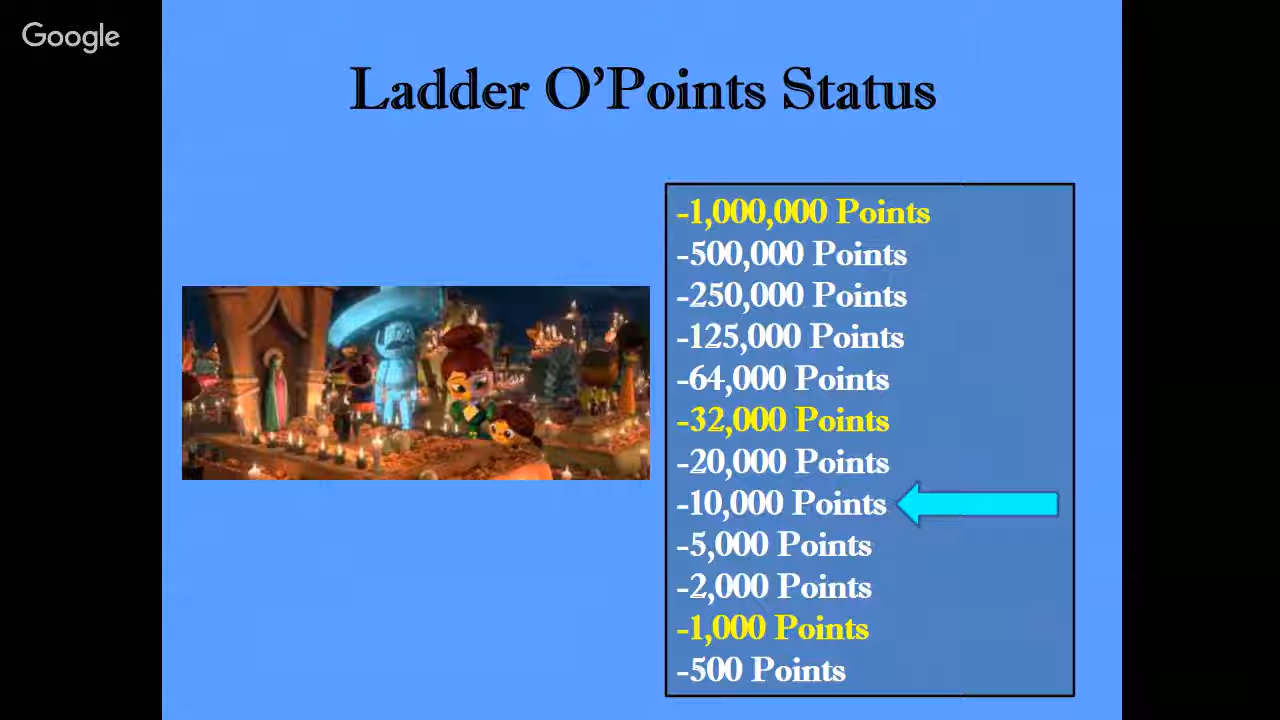 Google
Ladder O’Points Status
-1,000,000 Points
-500,000 Points
-250,000 Points
-125,000 Points
-64,000 Points
-32,000 Points
-20,000 Points
-10,000 Points
-5,000 Points
-2,000 Points
-1,000 Points
-500 Points